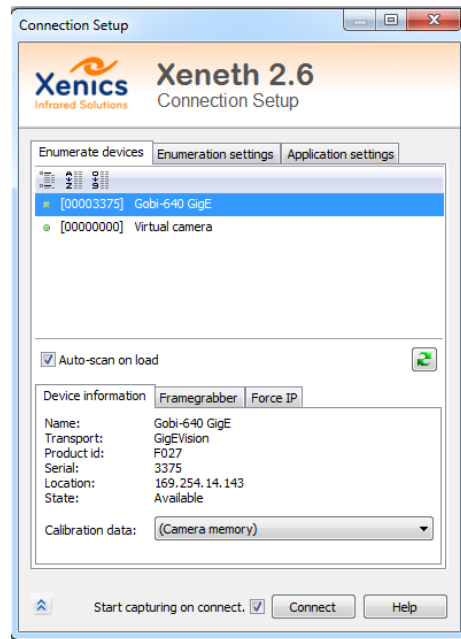 Connection Setup
Xenics
Infrared Solutions
Xeneth 2.6
Connection Setup
Enumerate devices Enumeration settings Application settings
[00003375] Gobi-640 GigE
[00000000] Virtual camera
Auto-scan on load
Device information Framegrabber Force IP
Name: Gobi-640 GigE
Transport: GigEVision
Product id: F027
Serial: 3375
Location: 169.254.14.143
State: Available
Calibration data: (Camera memory)
Start capturing on connect. Connect Help